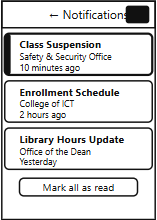 ← Notifications
Class Suspension
Safety & Security Office
10 minutes ago
Enrollment Schedule
College of ICT
2 hours ago
Library Hours Update
Office of the Dean
Yesterday
Mark all as read